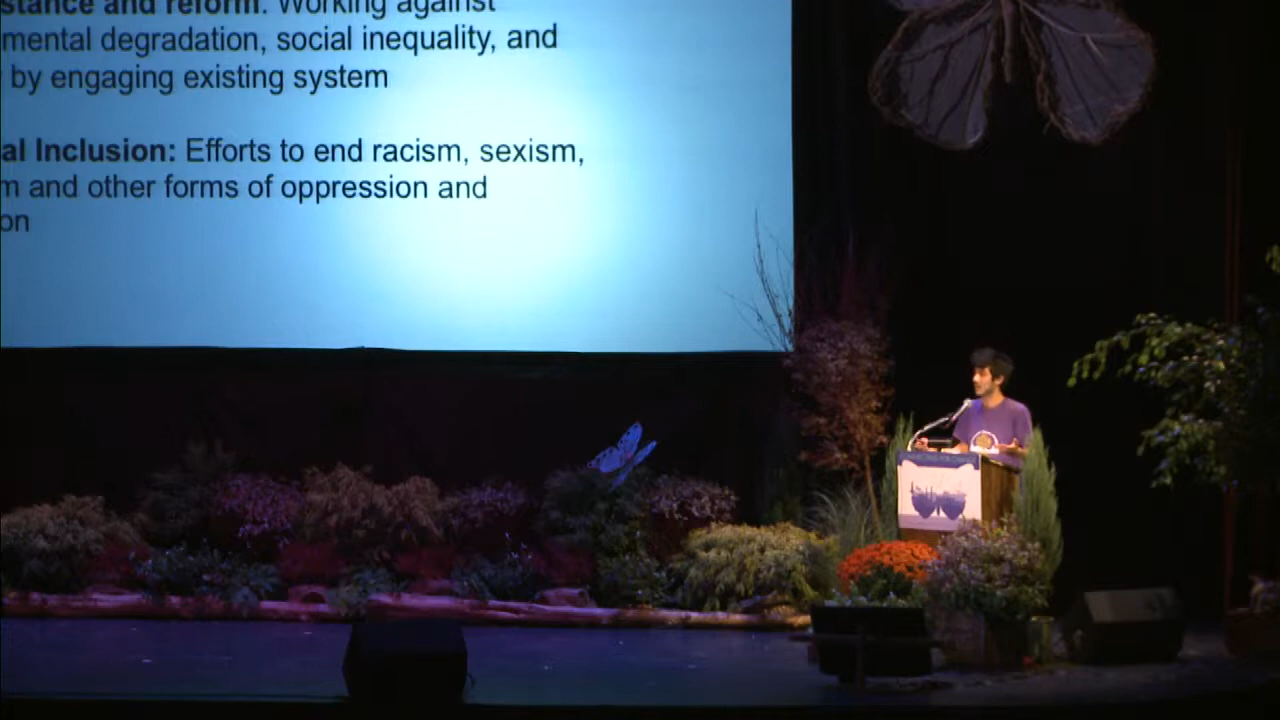 stance and reform: Working against
mental degradation, social inequality, and
by engaging existing system
al Inclusion: Efforts to end racism, sexism,
m and other forms of oppression and
on